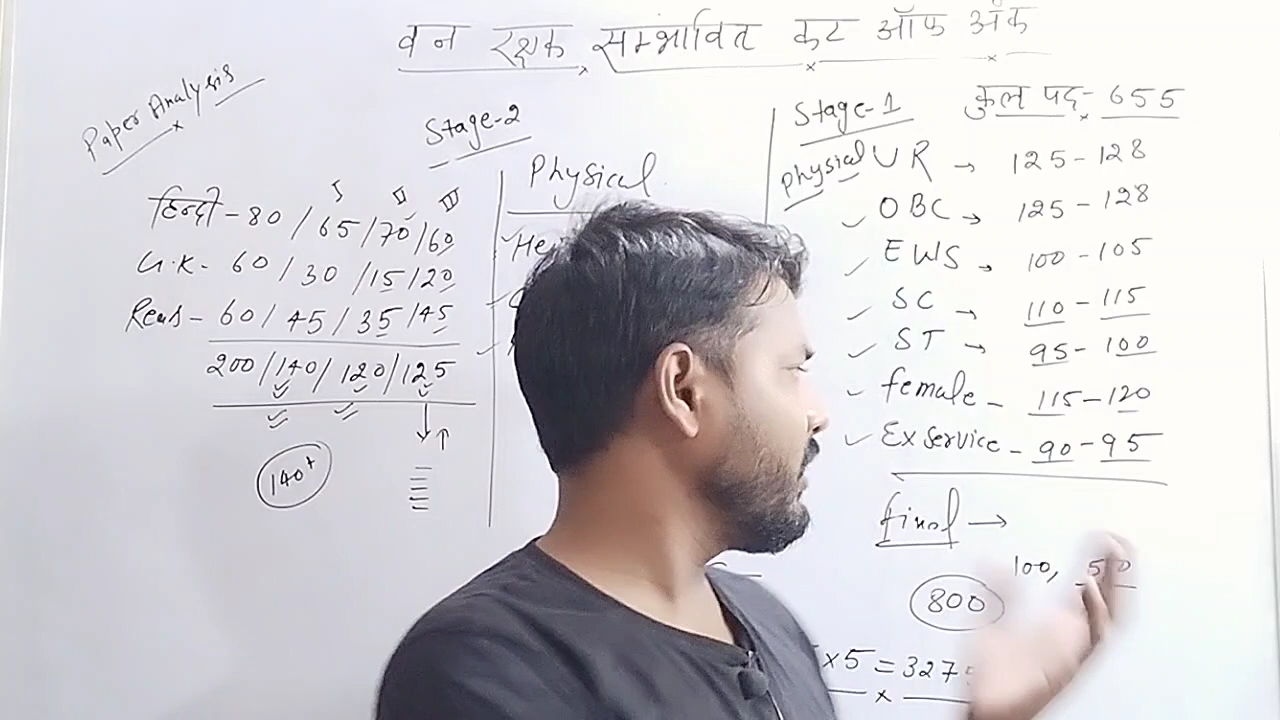 वन रक्षक सम्भावित कट ऑफ अंक
Paper Analysis
Stage-2
Stage-1
कुल पद - 655
Physical
Physical
UR → 125-128
OBC → 125-128
EWS → 100-105
SC → 110-115
ST → 95-100
female - 115-120
Ex Service - 90-95
final →
100, 50
800
×5 = 327
I II III
हिन्दी - 80 / 65 / 70 / 60
G.K. - 60 / 30 / 15 / 20
Reas - 60 / 45 / 35 / 45
200 / 140 / 120 / 125
140+